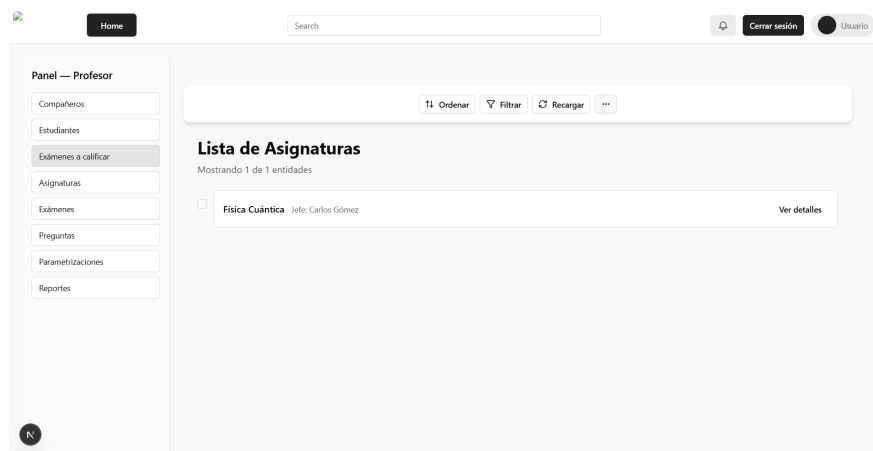 Home
Search
Cerrar sesión
Usuario
Panel — Profesor
Compañeros
Estudiantes
Exámenes a calificar
Asignaturas
Exámenes
Preguntas
Parametrizaciones
Reportes
Ordenar
Filtrar
Recargar
...
Lista de Asignaturas
Mostrando 1 de 1 entidades
Física Cuántica Jefe: Carlos Gómez
Ver detalles
N